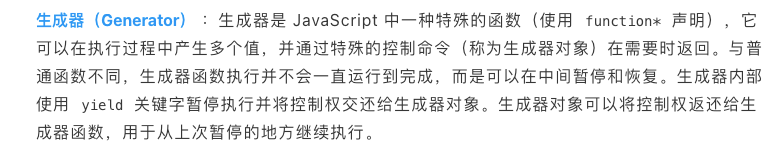 生成器（Generator）：生成器是 JavaScript 中一种特殊的函数（使用 function* 声明），它
可以在执行过程中产生多个值，并通过特殊的控制命令（称为生成器对象）在需要时返回。与普
通函数不同，生成器函数执行并不会一直运行到完成，而是可以在中间暂停和恢复。生成器内部
使用 yield 关键字暂停执行并将控制权交还给生成器对象。生成器对象可以将控制权返还给生
成器函数，用于从上次暂停的地方继续执行。